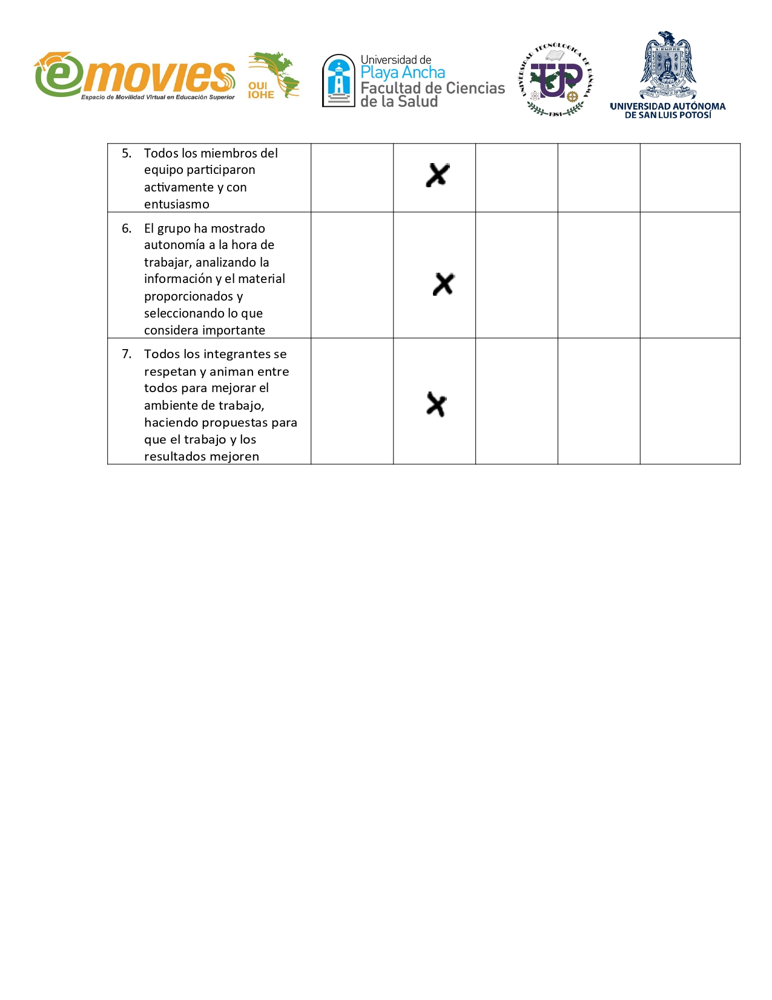 emovies
Espacio de Movilidad Virtual en Educación Superior
OUI
IOHE
Universidad de
Playa Ancha
Facultad de Ciencias
de la Salud
UNIVERSIDAD TECNOLOGICA DE PANAMA
UTP
1981
SIEMPRE
UNIVERSIDAD AUTÓNOMA
DE SAN LUIS POTOSÍ
5. Todos los miembros del
equipo participaron
activamente y con
entusiasmo
X
6. El grupo ha mostrado
autonomía a la hora de
trabajar, analizando la
información y el material
proporcionados y
seleccionando lo que
considera importante
X
7. Todos los integrantes se
respetan y animan entre
todos para mejorar el
ambiente de trabajo,
haciendo propuestas para
que el trabajo y los
resultados mejoren
X